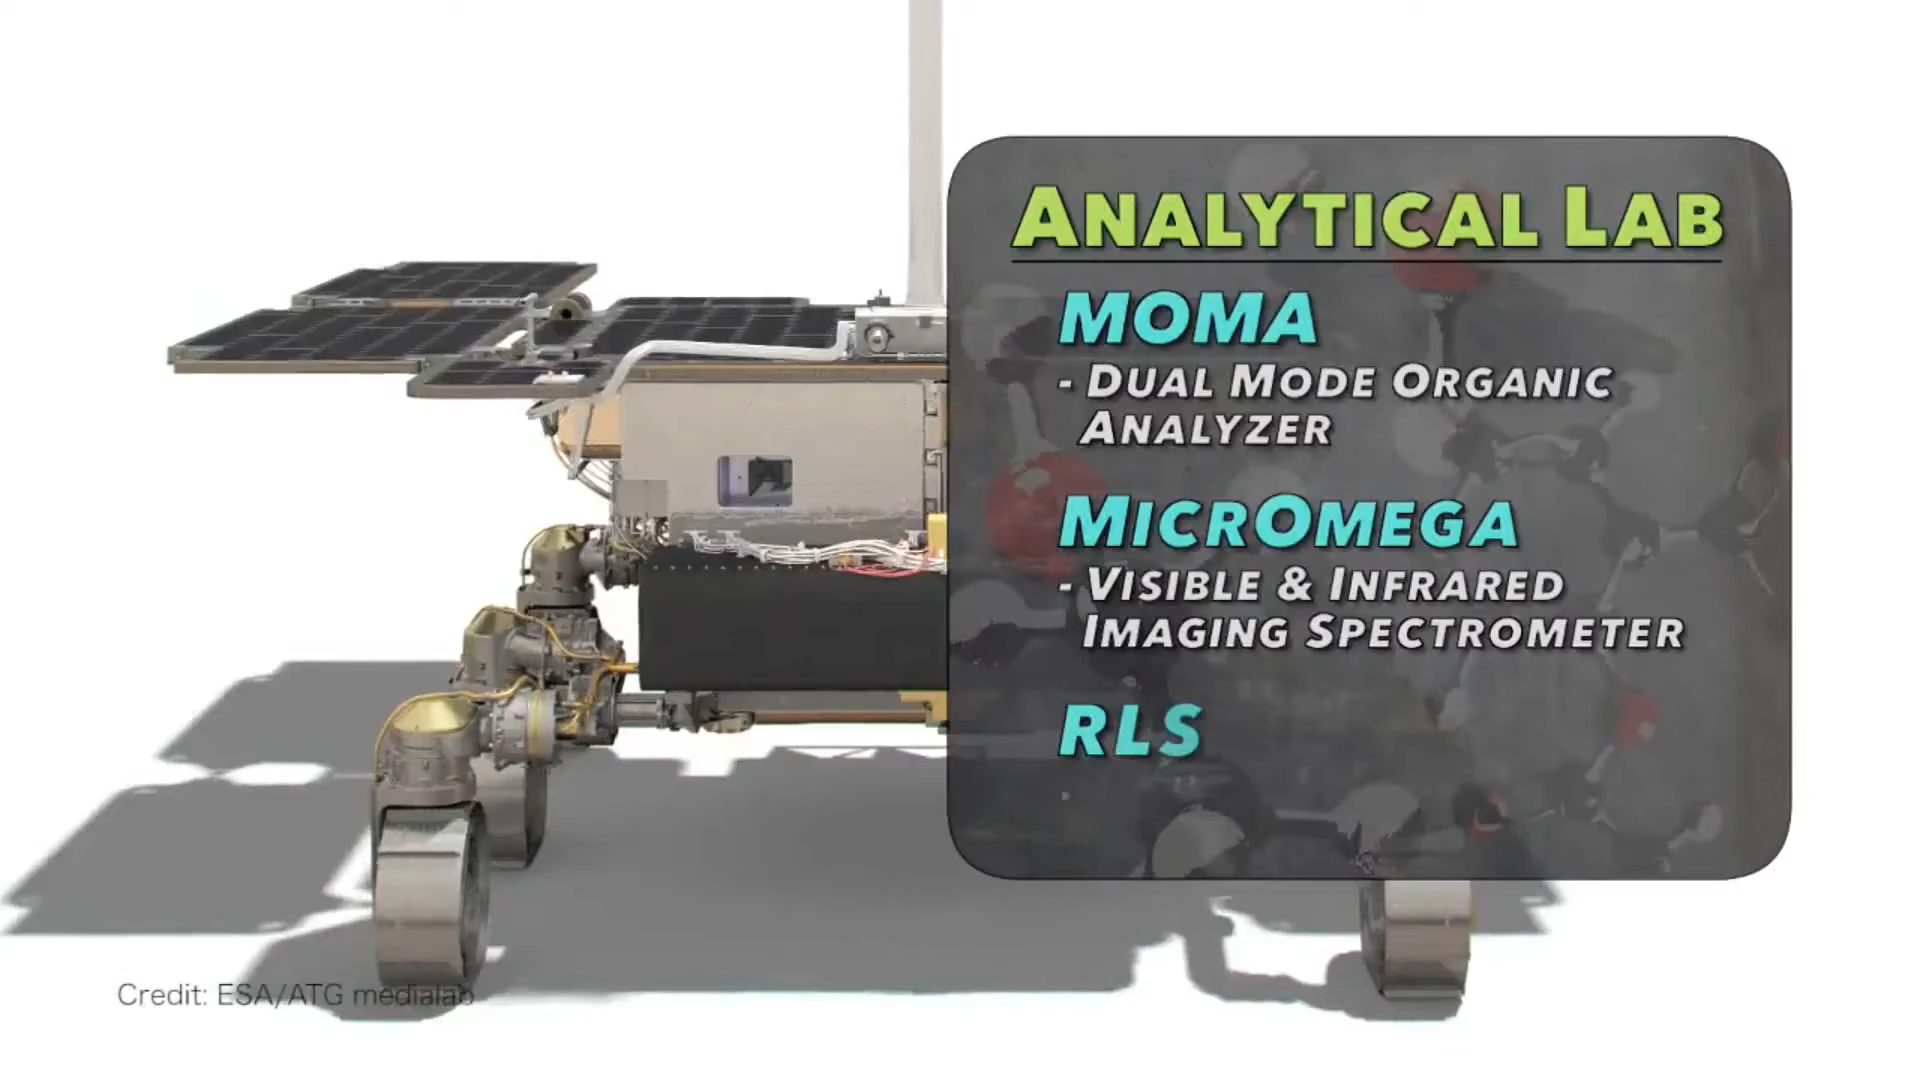 ANALYTICAL LAB
MOMA
- DUAL MODE ORGANIC
ANALYZER
MICROMEGA
- VISIBLE & INFRARED
IMAGING SPECTROMETER
RLS
Credit: ESA/ATG medialab